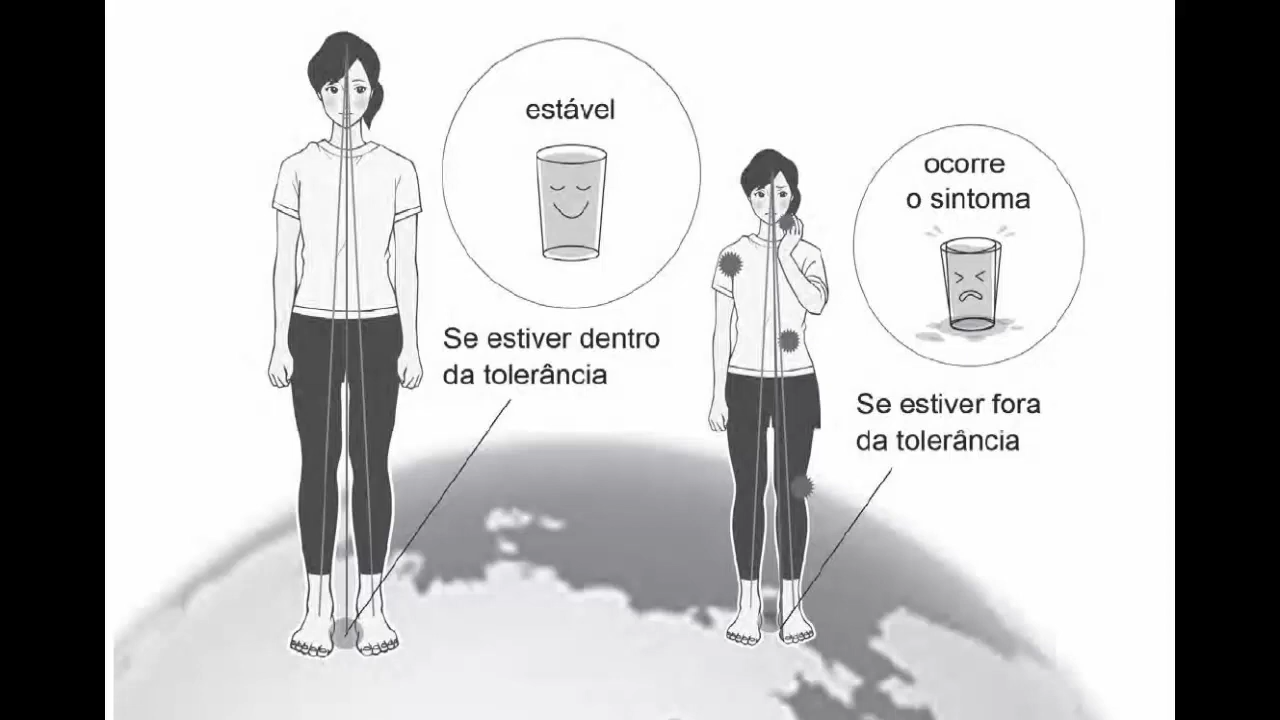 estável
Se estiver dentro
da tolerância
ocorre
o sintoma
Se estiver fora
da tolerância